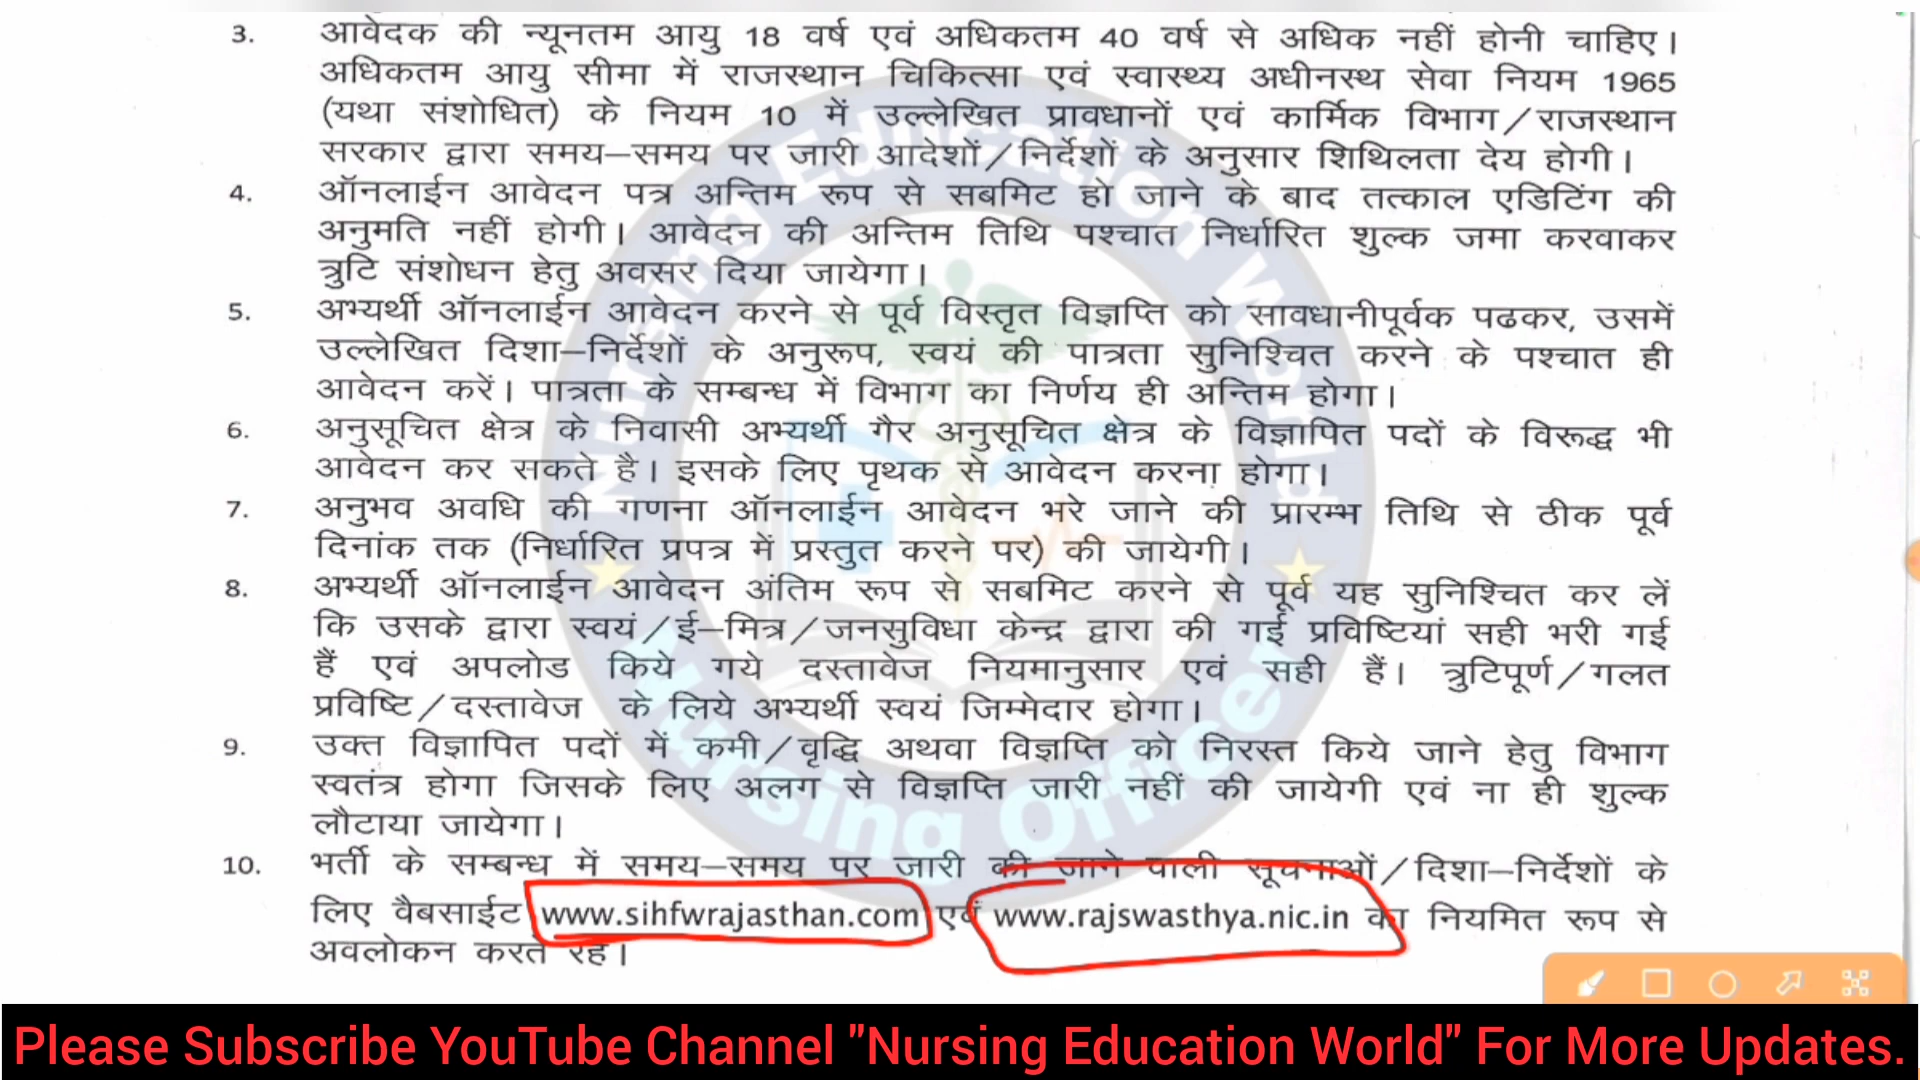 3. आवेदक की न्यूनतम आयु 18 वर्ष एवं अधिकतम 40 वर्ष से अधिक नहीं होनी चाहिए।
अधिकतम आयु सीमा में राजस्थान चिकित्सा एवं स्वास्थ्य अधीनस्थ सेवा नियम 1965
(यथा संशोधित) के नियम 10 में उल्लेखित प्रावधानों एवं कार्मिक विभाग/राजस्थान
सरकार द्वारा समय–समय पर जारी आदेशों/निर्देशों के अनुसार शिथिलता देय होगी।
4. ऑनलाईन आवेदन पत्र अन्तिम रूप से सबमिट हो जाने के बाद तत्काल एडिटिंग की
अनुमति नहीं होगी। आवेदन की अन्तिम तिथि पश्चात निर्धारित शुल्क जमा करवाकर
त्रुटि संशोधन हेतु अवसर दिया जायेगा।
5. अभ्यर्थी ऑनलाईन आवेदन करने से पूर्व विस्तृत विज्ञप्ति को सावधानीपूर्वक पढकर, उसमें
उल्लेखित दिशा–निर्देशों के अनुरूप, स्वयं की पात्रता सुनिश्चित करने के पश्चात ही
आवेदन करें। पात्रता के सम्बन्ध में विभाग का निर्णय ही अन्तिम होगा।
6. अनुसूचित क्षेत्र के निवासी अभ्यर्थी गैर अनुसूचित क्षेत्र के विज्ञापित पदों के विरूद्ध भी
आवेदन कर सकते है। इसके लिए पृथक से आवेदन करना होगा।
7. अनुभव अवधि की गणना ऑनलाईन आवेदन भरे जाने की प्रारम्भ तिथि से ठीक पूर्व
दिनांक तक (निर्धारित प्रपत्र में प्रस्तुत करने पर) की जायेगी।
8. अभ्यर्थी ऑनलाईन आवेदन अंतिम रूप से सबमिट करने से पूर्व यह सुनिश्चित कर लें
कि उसके द्वारा स्वयं/ई–मित्र/जनसुविधा केन्द्र द्वारा की गई प्रविष्टियां सही भरी गई
हैं एवं अपलोड किये गये दस्तावेज नियमानुसार एवं सही हैं। त्रुटिपूर्ण/गलत
प्रविष्टि/दस्तावेज के लिये अभ्यर्थी स्वयं जिम्मेदार होगा।
9. उक्त विज्ञापित पदों में कमी/वृद्धि अथवा विज्ञप्ति को निरस्त किये जाने हेतु विभाग
स्वतंत्र होगा जिसके लिए अलग से विज्ञप्ति जारी नहीं की जायेगी एवं ना ही शुल्क
लौटाया जायेगा।
10. भर्ती के सम्बन्ध में समय–समय पर जारी की जाने वाली सूचनाओं/दिशा–निर्देशों के
लिए वैबसाईट www.sihfwrajasthan.com एवं www.rajswasthya.nic.in का नियमित रूप से
अवलोकन करते रहें।
Nursing Education World
Nursing Officer
Please Subscribe YouTube Channel "Nursing Education World" For More Updates.